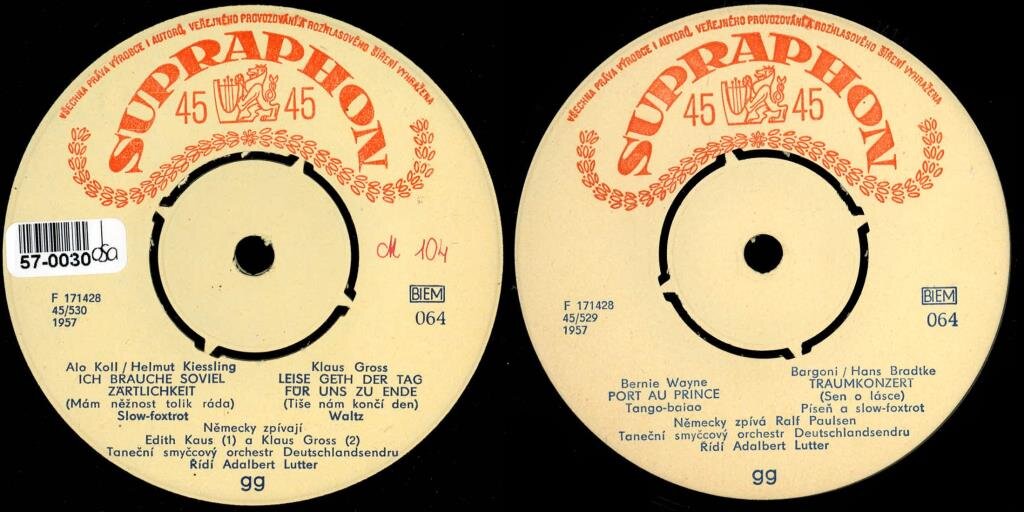 VŠECHNA PRÁVA VÝROBCE I AUTORŮ, VEŘEJNÉHO PROVOZOVÁNÍ A ROZHLASOVÉHO ŠÍŘENÍ VYHRAŽENA
SUPRAPHON
45 45
57-0030 osa
M 104
F 171428
45/530
1957
BIEM
064
Alo Koll / Helmut Kiessling
ICH BRAUCHE SOVIEL
ZÄRTLICHKEIT
(Mám něžnost tolik ráda)
Slow-foxtrot
Klaus Gross
LEISE GETH DER TAG
FÜR UNS ZU ENDE
(Tiše nám končí den)
Waltz
Německy zpívají
Edith Kaus (1) a Klaus Gross (2)
Taneční smyčcový orchestr Deutschlandsendru
Řídí Adalbert Lutter
gg
VŠECHNA PRÁVA VÝROBCE I AUTORŮ, VEŘEJNÉHO PROVOZOVÁNÍ A ROZHLASOVÉHO ŠÍŘENÍ VYHRAŽENA
SUPRAPHON
45 45
F 171428
45/529
1957
BIEM
064
Bernie Wayne
PORT AU PRINCE
Tango-baiao
Bargoni / Hans Bradtke
TRAUMKONZERT
(Sen o lásce)
Píseň a slow-foxtrot
Německy zpívá Ralf Paulsen
Taneční smyčcový orchestr Deutschlandsendru
Řídí Adalbert Lutter
gg